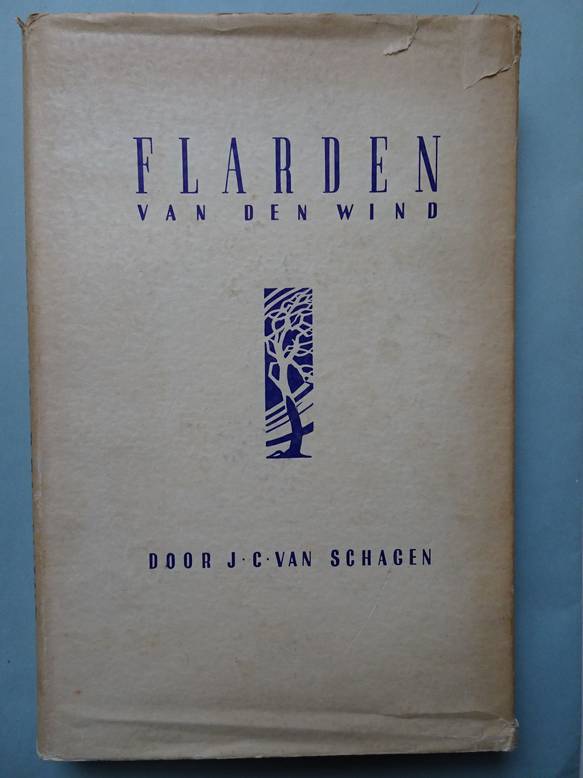 FLARDEN
VAN DEN WIND
DOOR J·C·VAN SCHAGEN